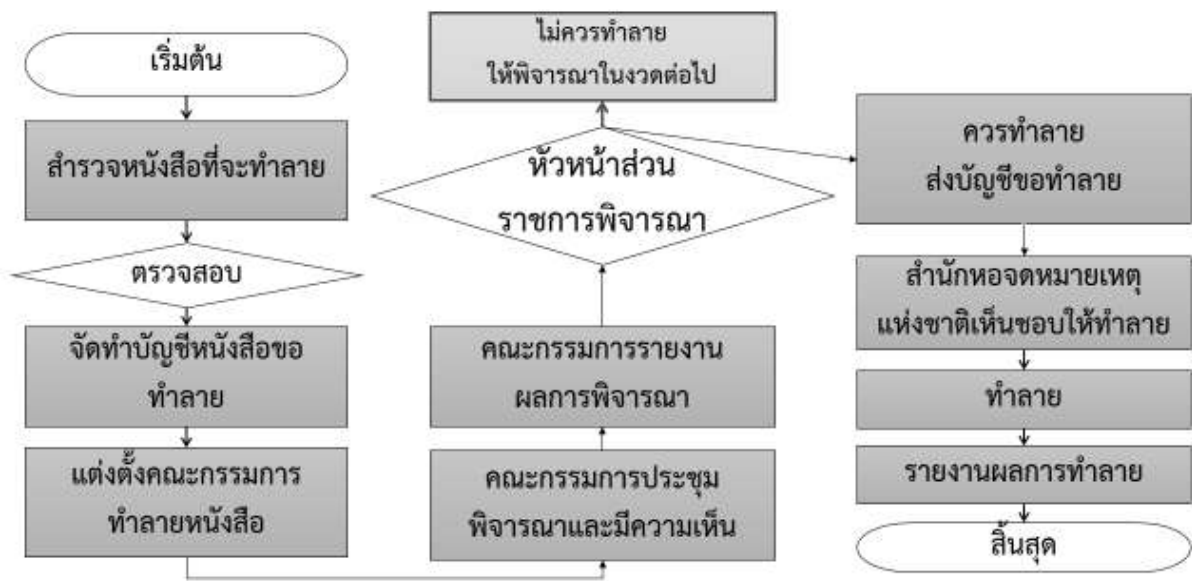 เริ่มต้น
สำรวจหนังสือที่จะทำลาย
ตรวจสอบ
จัดทำบัญชีหนังสือขอ
ทำลาย
แต่งตั้งคณะกรรมการ
ทำลายหนังสือ
คณะกรรมการประชุม
พิจารณาและมีความเห็น
คณะกรรมการรายงาน
ผลการพิจารณา
หัวหน้าส่วน
ราชการพิจารณา
ไม่ควรทำลาย
ให้พิจารณาในงวดต่อไป
ควรทำลาย
ส่งบัญชีขอทำลาย
สำนักหอจดหมายเหตุ
แห่งชาติเห็นชอบให้ทำลาย
ทำลาย
รายงานผลการทำลาย
สิ้นสุด